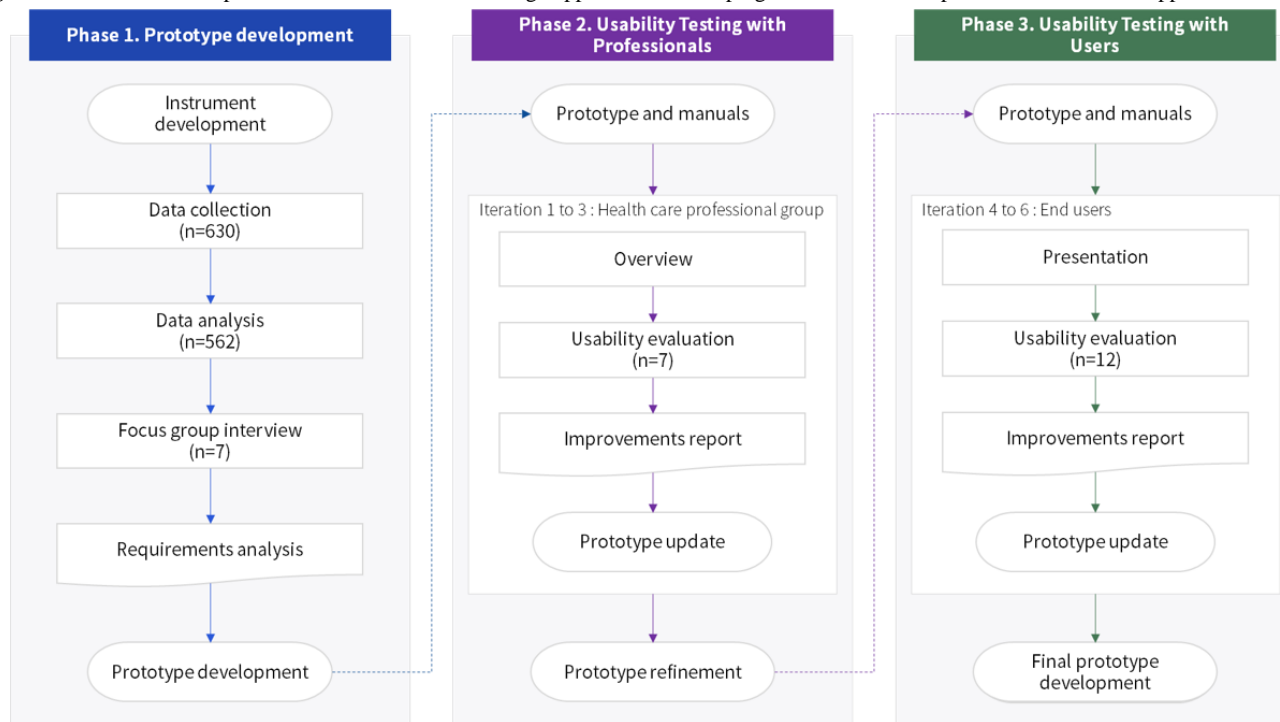 Phase 1. Prototype development
Instrument
development
Data collection
(n=630)
Data analysis
(n=562)
Focus group interview
(n=7)
Requirements analysis
Prototype development
Phase 2. Usability Testing with
Professionals
Prototype and manuals
Iteration 1 to 3 : Health care professional group
Overview
Usability evaluation
(n=7)
Improvements report
Prototype update
Prototype refinement
Phase 3. Usability Testing with
Users
Prototype and manuals
Iteration 4 to 6 : End users
Presentation
Usability evaluation
(n=12)
Improvements report
Prototype update
Final prototype
development